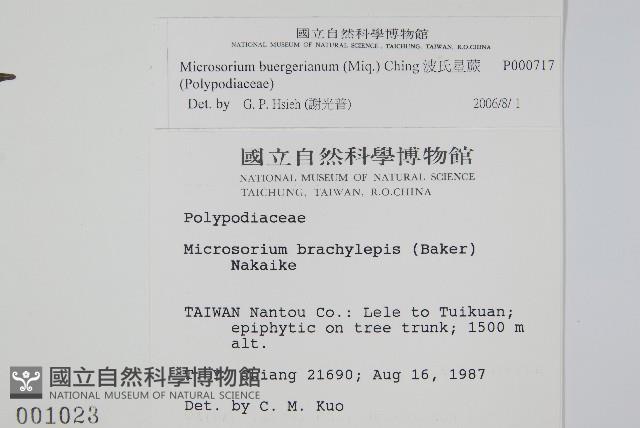 國立自然科學博物館
NATIONAL MUSEUM OF NATURAL SCIENCE, TAICHUNG, TAIWAN, R.O.CHINA
Microsorium buergerianum (Miq.) Ching 波氏星蕨 P000717
(Polypodiaceae)
Det. by G. P. Hsieh (謝光普) 2006/8/1
國立自然科學博物館
NATIONAL MUSEUM OF NATURAL SCIENCE
TAICHUNG, TAIWAN, R.O.CHINA
Polypodiaceae
Microsorium brachylepis (Baker)
Nakaike
TAIWAN Nantou Co.: Lele to Tuikuan;
epiphytic on tree trunk; 1500 m
alt.
21690; Aug 16, 1987
國立自然科學博物館
NATIONAL MUSEUM OF NATURAL SCIENCE
Det. by C. M. Kuo
001023